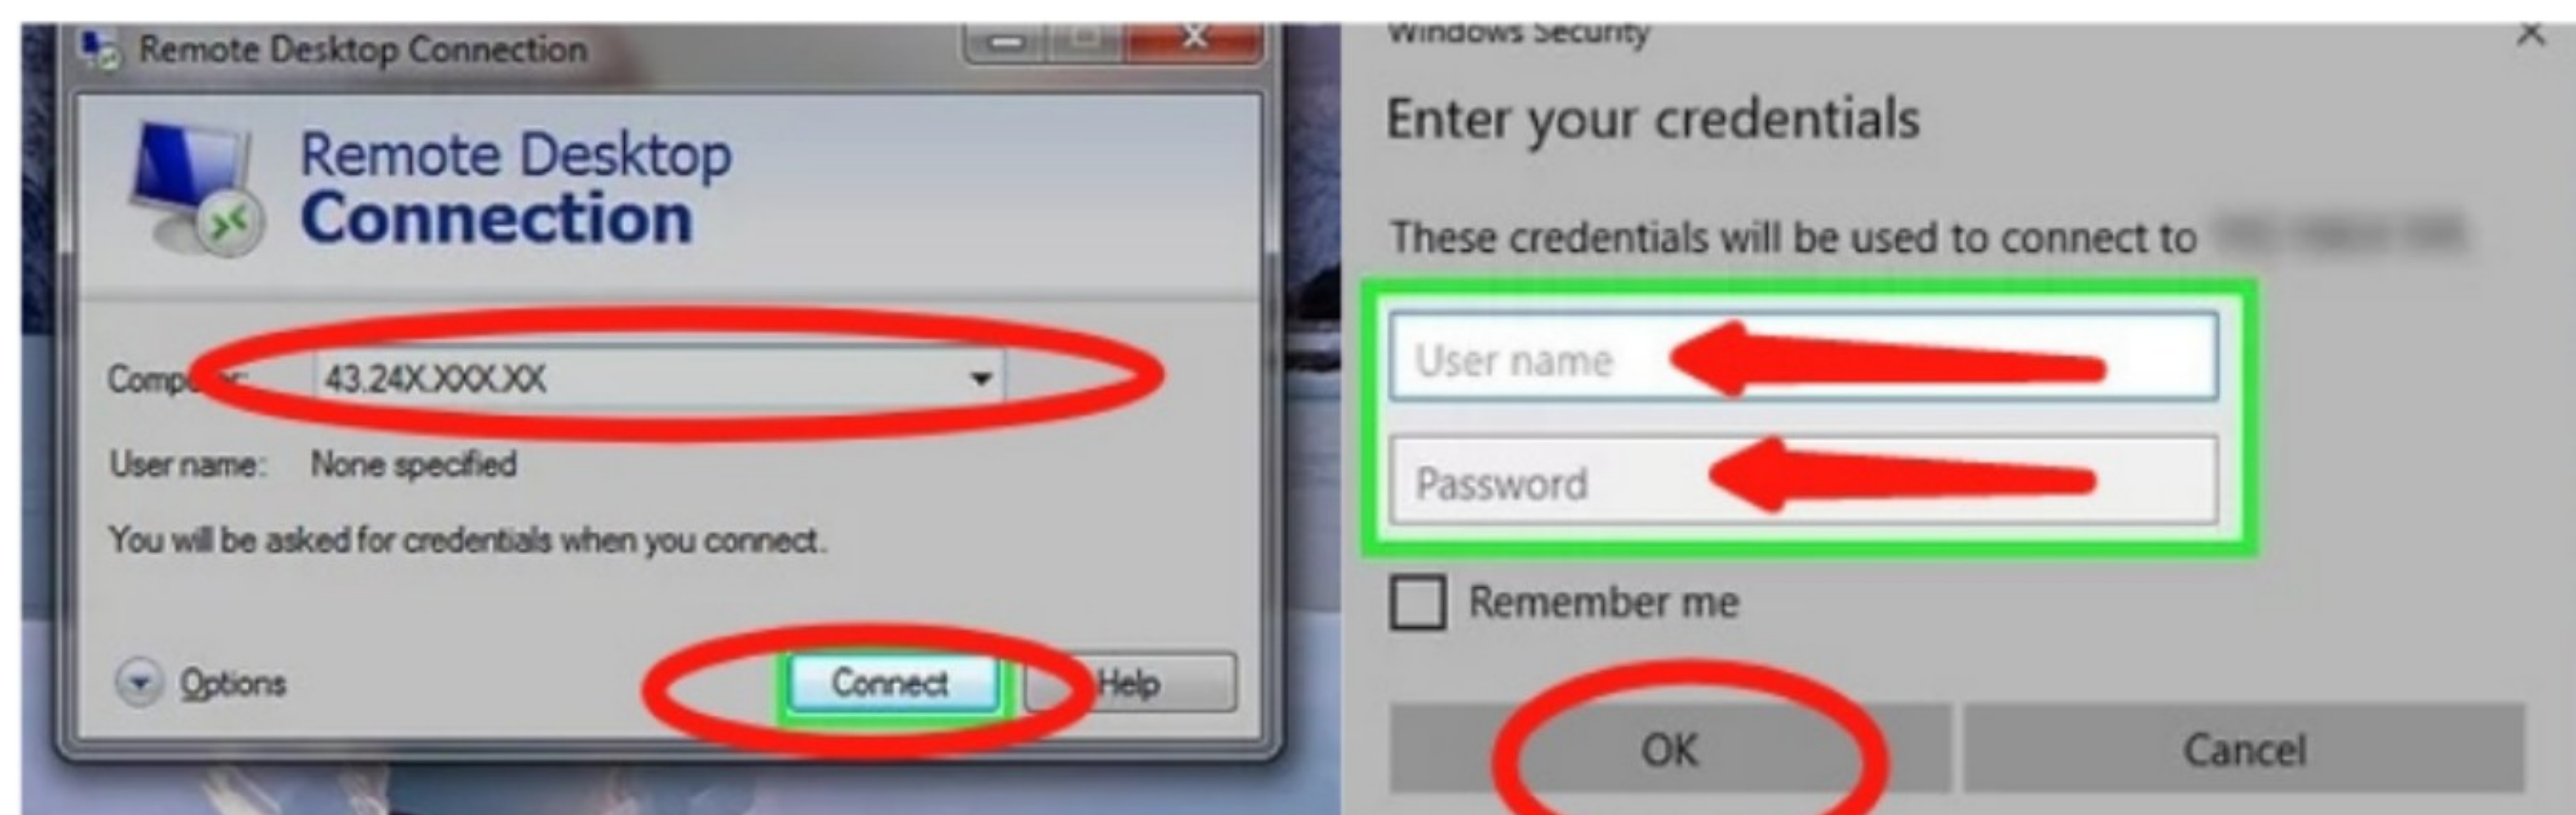 Remote Desktop Connection
Remote Desktop
Connection
43.24X.XXX.XX
User name: None specified
You will be asked for credentials when you connect.
Options Connect Help
Windows Security
Enter your credentials
These credentials will be used to connect to
User name
Password
Remember me
OK Cancel